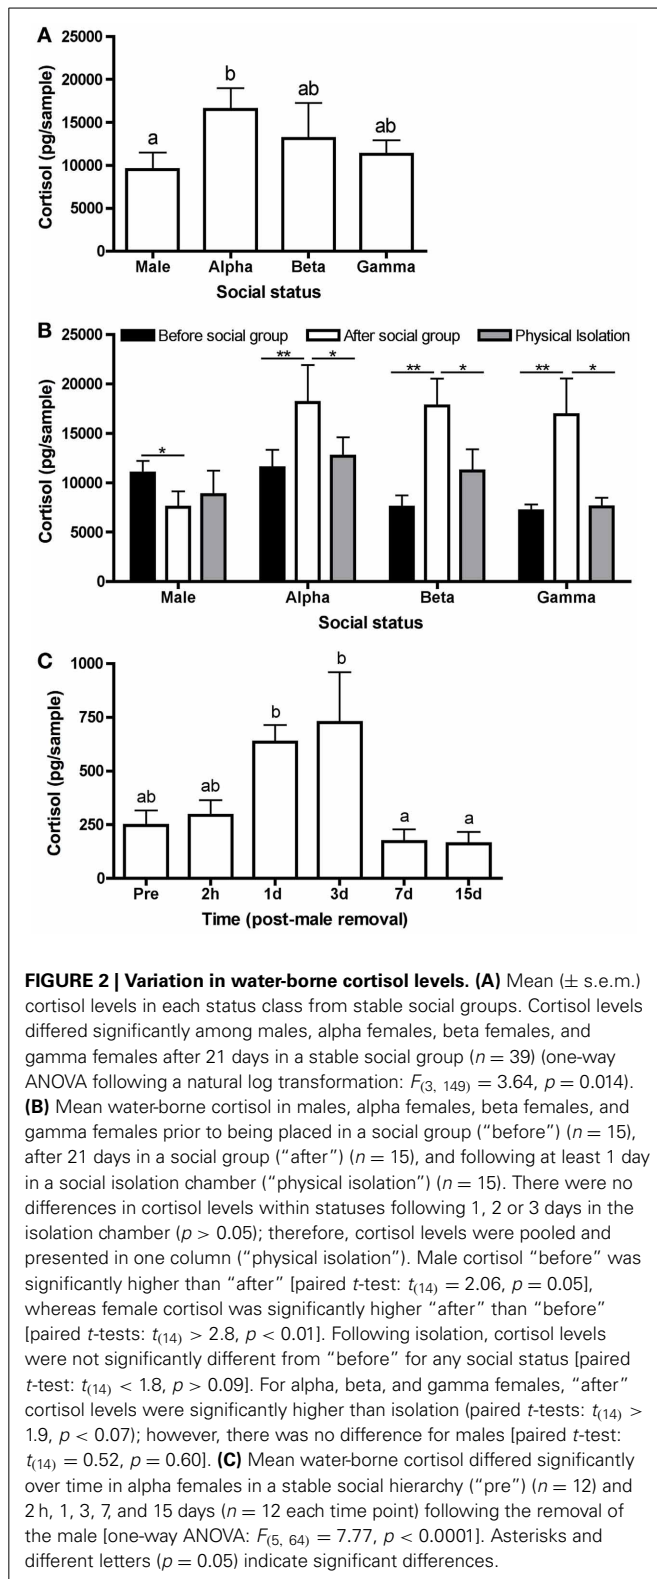 A
25000
20000
15000
10000
5000
0
Cortisol (pg/sample)
a
b
ab
ab
Male Alpha Beta Gamma
Social status
B
Before social group After social group Physical Isolation
25000
20000
15000
10000
5000
0
Cortisol (pg/sample)
*
** *
** *
** *
Male Alpha Beta Gamma
Social status
C
1000
750
500
250
0
Cortisol (pg/sample)
ab
ab
b
b
a
a
Pre 2h 1d 3d 7d 15d
Time (post-male removal)
FIGURE 2 | Variation in water-borne cortisol levels. (A) Mean (± s.e.m.)
cortisol levels in each status class from stable social groups. Cortisol levels
differed significantly among males, alpha females, beta females, and
gamma females after 21 days in a stable social group (n = 39) (one-way
ANOVA following a natural log transformation: F(3, 149) = 3.64, p = 0.014).
(B) Mean water-borne cortisol in males, alpha females, beta females, and
gamma females prior to being placed in a social group (“before”) (n = 15),
after 21 days in a social group (“after”) (n = 15), and following at least 1 day
in a social isolation chamber (“physical isolation”) (n = 15). There were no
differences in cortisol levels within statuses following 1, 2 or 3 days in the
isolation chamber (p > 0.05); therefore, cortisol levels were pooled and
presented in one column (“physical isolation”). Male cortisol “before” was
significantly higher than “after” [paired t-test: t(14) = 2.06, p = 0.05],
whereas female cortisol was significantly higher “after” than “before”
[paired t-tests: t(14) > 2.8, p < 0.01]. Following isolation, cortisol levels
were not significantly different from “before” for any social status [paired
t-test: t(14) < 1.8, p > 0.09]. For alpha, beta, and gamma females, “after”
cortisol levels were significantly higher than isolation (paired t-tests: t(14) >
1.9, p < 0.07); however, there was no difference for males [paired t-test:
t(14) = 0.52, p = 0.60]. (C) Mean water-borne cortisol differed significantly
over time in alpha females in a stable social hierarchy (“pre”) (n = 12) and
2 h, 1, 3, 7, and 15 days (n = 12 each time point) following the removal of
the male [one-way ANOVA: F(5, 64) = 7.77, p < 0.0001]. Asterisks and
different letters (p = 0.05) indicate significant differences.